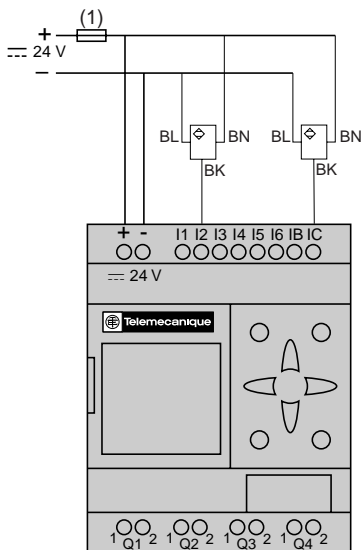 (1)
+
⎓ 24 V
–
BL BN BL BN
BK BK
+ - I1 I2 I3 I4 I5 I6 IB IC
⎓ 24 V
Telemecanique
1 2 1 2 1 2 1 2
Q1 Q2 Q3 Q4